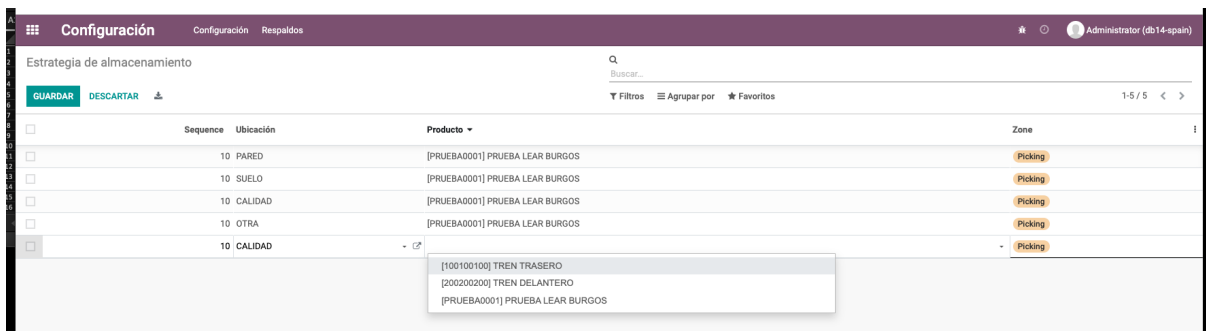 Configuración Configuración Respaldos Administrator (db14-spain)
Estrategia de almacenamiento
Buscar...
GUARDAR DESCARTAR Filtros Agrupar por Favoritos 1-5 / 5
Sequence Ubicación Producto Zone
10 PARED [PRUEBA0001] PRUEBA LEAR BURGOS Picking
10 SUELO [PRUEBA0001] PRUEBA LEAR BURGOS Picking
10 CALIDAD [PRUEBA0001] PRUEBA LEAR BURGOS Picking
10 OTRA [PRUEBA0001] PRUEBA LEAR BURGOS Picking
10 CALIDAD Picking
[100100100] TREN TRASERO
[200200200] TREN DELANTERO
[PRUEBA0001] PRUEBA LEAR BURGOS